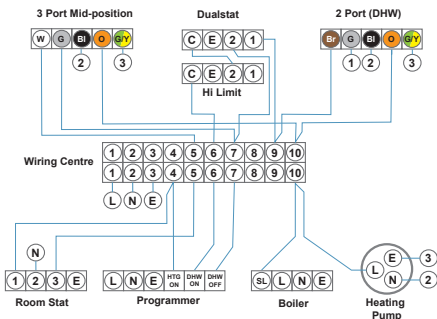 3 Port Mid-position
Dualstat
2 Port (DHW)
W G Bl O G/Y
C E 2 1
Br G Bl O G/Y
2 3
1 2 3
C E 2 1
Hi Limit
Wiring Centre
1 2 3 4 5 6 7 8 9 10
1 2 3 4 5 6 7 8 9 10
L N E
N
1 2 3 E
Room Stat
L N E HTG ON DHW ON DHW OFF
Programmer
SL L N E
Boiler
E 3
L
N 2
Heating
Pump